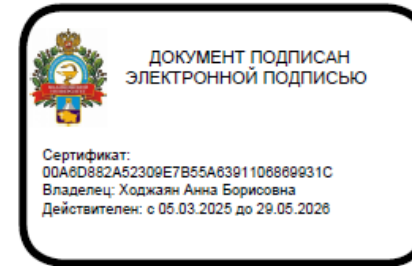 ДОКУМЕНТ ПОДПИСАН
ЭЛЕКТРОННОЙ ПОДПИСЬЮ
Сертификат:
00A6D882A52309E7B55A6391106869931C
Владелец: Ходжаян Анна Борисовна
Действителен: с 05.03.2025 до 29.05.2026